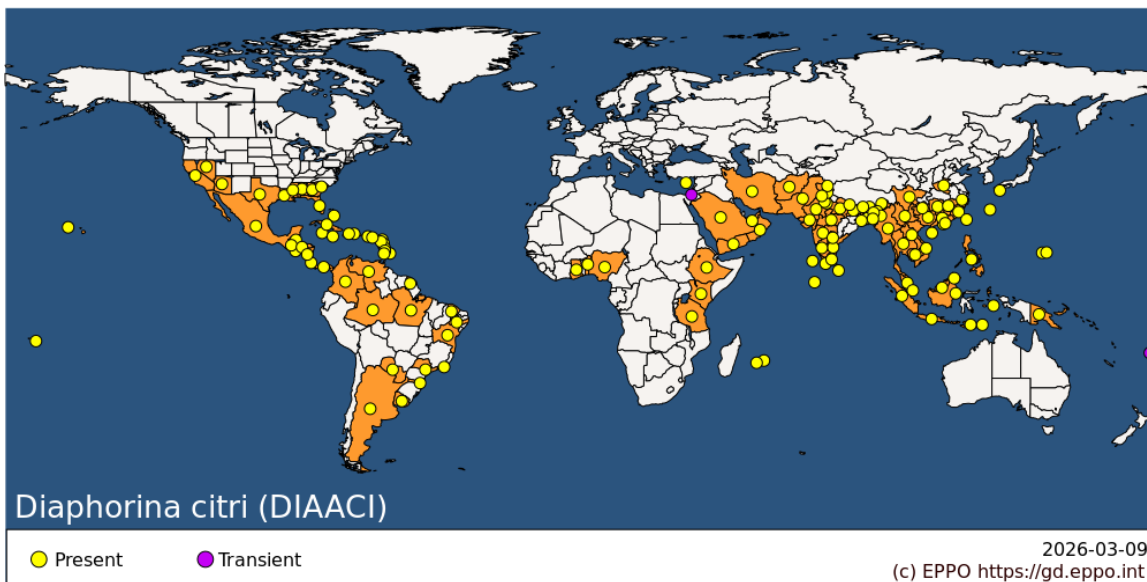 Diaphorina citri (DIAACI)
Present
Transient
2026-03-09
(c) EPPO https://gd.eppo.int